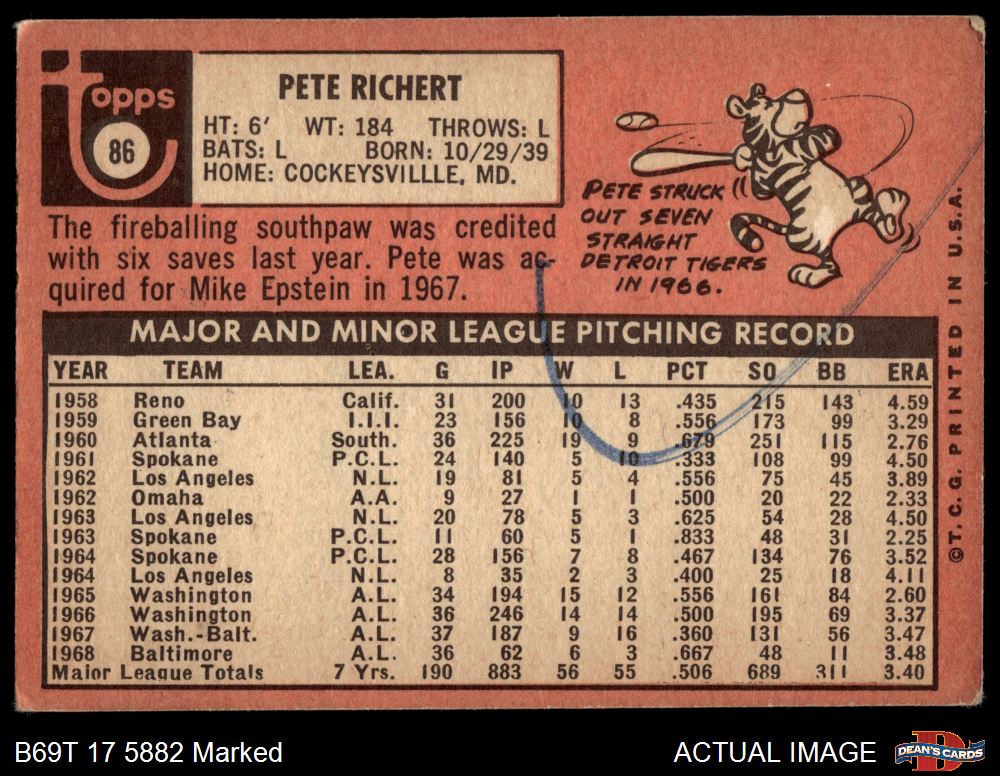 Topps
86
PETE RICHERT
HT: 6' WT: 184 THROWS: L
BATS: L BORN: 10/29/39
HOME: COCKEYSVILLLE, MD.
The fireballing southpaw was credited
with six saves last year. Pete was ac-
quired for Mike Epstein in 1967.
PETE STRUCK
OUT SEVEN
STRAIGHT
DETROIT TIGERS
IN 1966.
MAJOR AND MINOR LEAGUE PITCHING RECORD
YEAR TEAM LEA. G IP W L PCT SO BB ERA
1958 Reno Calif. 31 200 10 13 .435 215 143 4.59
1959 Green Bay I.I.I. 23 156 10 8 .556 173 99 3.29
1960 Atlanta South. 36 225 19 9 .679 251 115 2.76
1961 Spokane P.C.L. 24 140 5 10 .333 108 99 4.50
1962 Los Angeles N.L. 19 81 5 4 .556 75 45 3.89
1962 Omaha A.A. 9 27 1 1 .500 20 22 2.33
1963 Los Angeles N.L. 20 78 5 3 .625 54 28 4.50
1963 Spokane P.C.L. 11 60 5 1 .833 48 31 2.25
1964 Spokane P.C.L. 28 156 7 8 .467 134 76 3.52
1964 Los Angeles N.L. 8 35 2 3 .400 25 18 4.11
1965 Washington A.L. 34 194 15 12 .556 161 84 2.60
1966 Washington A.L. 36 246 14 14 .500 195 69 3.37
1967 Wash.-Balt. A.L. 37 187 9 16 .360 131 56 3.47
1968 Baltimore A.L. 36 62 6 3 .667 48 11 3.48
Major League Totals 7 Yrs. 190 883 56 55 .506 689 311 3.40
©T. C. G. PRINTED IN U.S.A.
B69T 17 5882 Marked
ACTUAL IMAGE
D
DEAN'S CARDS